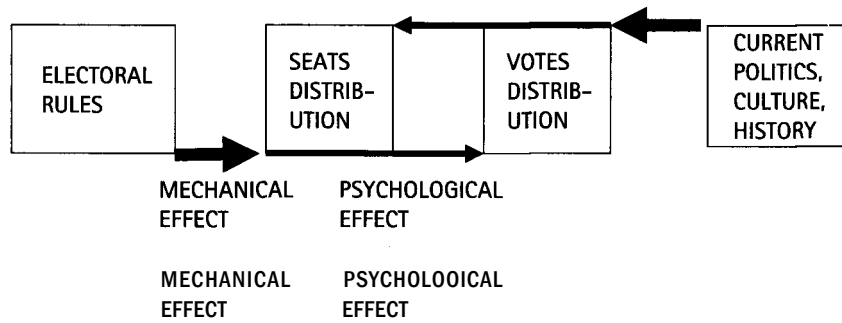 ELECTORAL
RULES
SEATS
DISTRIB-
UTION
VOTES
DISTRIB-
UTION
CURRENT
POLITICS,
CULTURE,
HISTORY
MECHANICAL
EFFECT
PSYCHOLOGICAL
EFFECT
MECHANICAL
EFFECT
PSYCHOLOOICAL
EFFECT